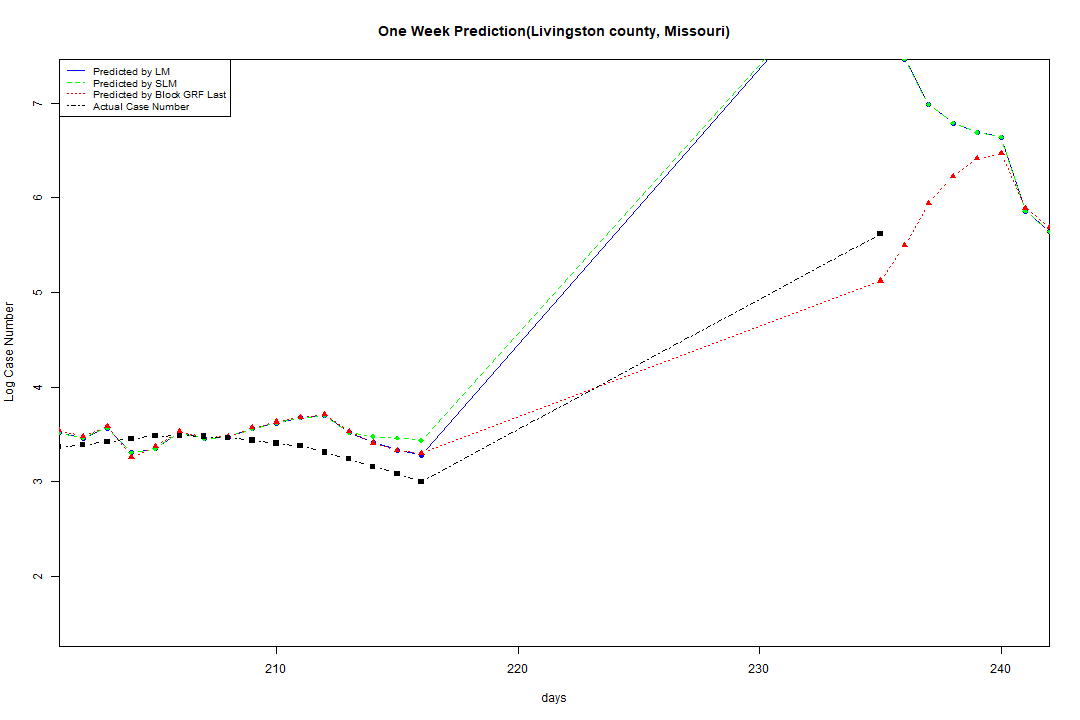 One Week Prediction(Livingston county, Missouri)
Predicted by LM
Predicted by SLM
Predicted by Block GRF Last
Actual Case Number
7
6
5
4
3
2
Log Case Number
210 220 230 240
days